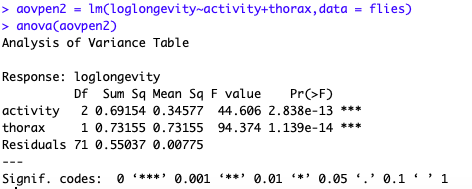 > aovpen2 = lm(loglongevity~activity+thorax,data = flies)
> anova(aovpen2)
Analysis of Variance Table

Response: loglongevity
          Df  Sum Sq Mean Sq F value    Pr(>F)
activity   2 0.69154 0.34577  44.606 2.838e-13 ***
thorax     1 0.73155 0.73155  94.374 1.139e-14 ***
Residuals 71 0.55037 0.00775
---
Signif. codes:  0 ‘***’ 0.001 ‘**’ 0.01 ‘*’ 0.05 ‘.’ 0.1 ‘ ’ 1